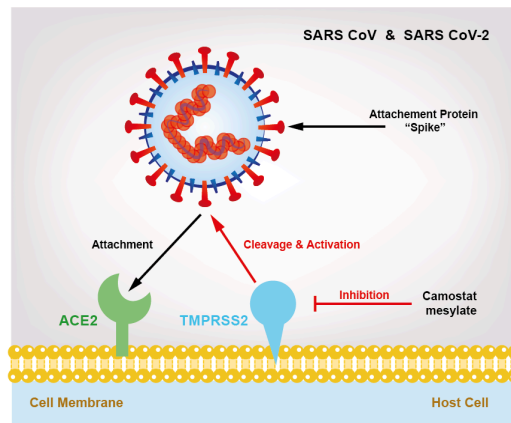 SARS CoV & SARS CoV-2
Attachement Protein
“Spike”
Attachment
Cleavage & Activation
ACE2
TMPRSS2
Inhibition
Camostat
mesylate
Cell Membrane
Host Cell